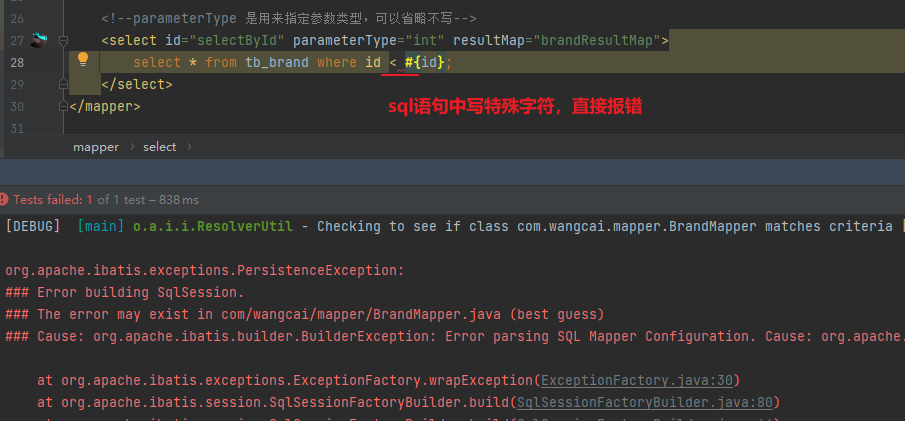 26 <!--parameterType 是用来指定参数类型，可以省略不写-->
27 <select id="selectById" parameterType="int" resultMap="brandResultMap">
28 select * from tb_brand where id < #{id};
29 </select>
30 </mapper>
31
sql语句中写特殊字符，直接报错
mapper > select >
Tests failed: 1 of 1 test – 838 ms
[DEBUG] [main] o.a.i.i.ResolverUtil - Checking to see if class com.wangcai.mapper.BrandMapper matches criteria [
org.apache.ibatis.exceptions.PersistenceException:
### Error building SqlSession.
### The error may exist in com/wangcai/mapper/BrandMapper.java (best guess)
### Cause: org.apache.ibatis.builder.BuilderException: Error parsing SQL Mapper Configuration. Cause: org.apache.
at org.apache.ibatis.exceptions.ExceptionFactory.wrapException(ExceptionFactory.java:30)
at org.apache.ibatis.session.SqlSessionFactoryBuilder.build(SqlSessionFactoryBuilder.java:80)